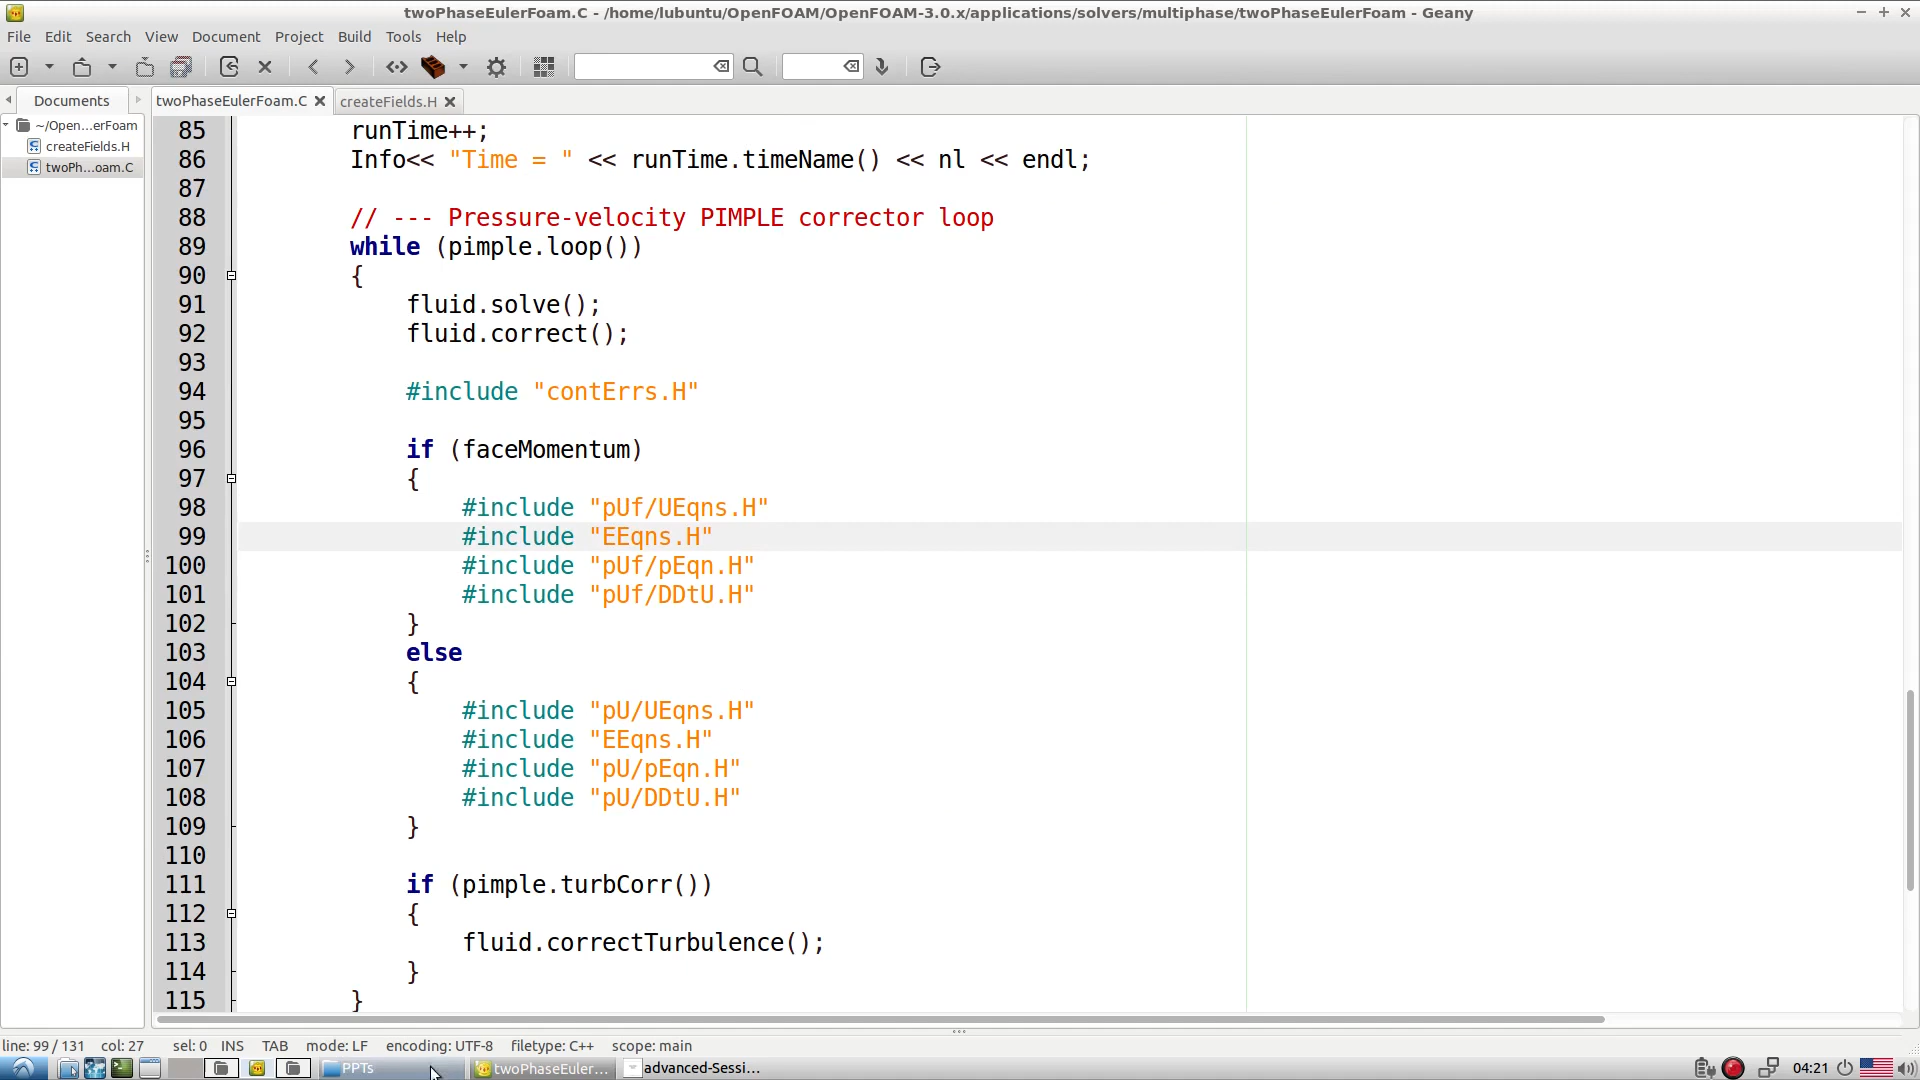 twoPhaseEulerFoam.C - /home/lubuntu/OpenFOAM/OpenFOAM-3.0.x/applications/solvers/multiphase/twoPhaseEulerFoam - Geany
File Edit Search View Document Project Build Tools Help
Documents
twoPhaseEulerFoam.C
createFields.H
~/Open...erFoam
createFields.H
twoPh...oam.C
85 runTime++;
86 Info<< "Time = " << runTime.timeName() << nl << endl;
87
88 // --- Pressure-velocity PIMPLE corrector loop
89 while (pimple.loop())
90 {
91 fluid.solve();
92 fluid.correct();
93
94 #include "contErrs.H"
95
96 if (faceMomentum)
97 {
98 #include "pUf/UEqns.H"
99 #include "EEqns.H"
100 #include "pUf/pEqn.H"
101 #include "pUf/DDtU.H"
102 }
103 else
104 {
105 #include "pU/UEqns.H"
106 #include "EEqns.H"
107 #include "pU/pEqn.H"
108 #include "pU/DDtU.H"
109 }
110
111 if (pimple.turbCorr())
112 {
113 fluid.correctTurbulence();
114 }
115 }
line: 99 / 131 col: 27 sel: 0 INS TAB mode: LF encoding: UTF-8 filetype: C++ scope: main
PPTs
twoPhaseEuler...
advanced-Sessi...
04:21